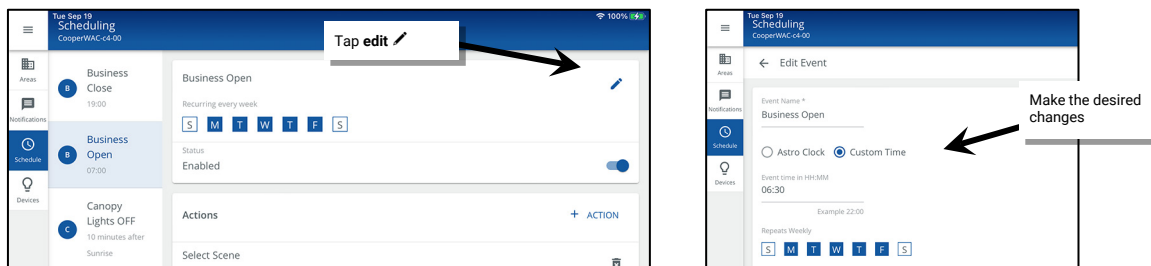 Tue Sep 19
100%
Scheduling
CooperWAC-c4-00
Tap edit
Areas
Notifications
Schedule
Devices
B
Business
Close
19:00
B
Business
Open
07:00
C
Canopy
Lights OFF
10 minutes after
Sunrise
Business Open
Recurring every week
S M T W T F S
Status
Enabled
Actions
+ ACTION
Select Scene
Tue Sep 19
Scheduling
CooperWAC-c4-00
Areas
Notifications
Schedule
Devices
← Edit Event
Event Name *
Business Open
Astro Clock Custom Time
Event time in HH:MM
06:30
Example 22:00
Repeats Weekly
S M T W T F S
Make the desired
changes